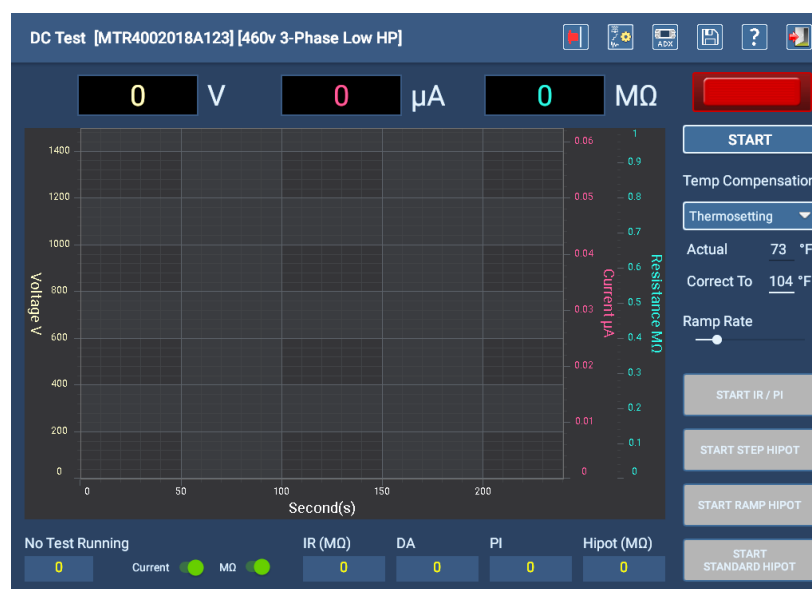 DC Test [MTR4002018A123] [460v 3-Phase Low HP]
ADX
?
0 V 0 µA 0 MΩ
START
Temp Compensation
Thermosetting
Actual 73 °F
Correct To 104 °F
Ramp Rate
START IR / PI
START STEP HIPOT
START RAMP HIPOT
START
STANDARD HIPOT
Voltage V
1400
1200
1000
800
600
400
200
0
0.06
0.05
0.04
0.03
0.02
0.01
0
Current µA
1
0.9
0.8
0.7
0.6
0.5
0.4
0.3
0.2
0.1
0
Resistance MΩ
0 50 100 150 200
Second(s)
No Test Running
0
Current MΩ
IR (MΩ) DA PI Hipot (MΩ)
0 0 0 0